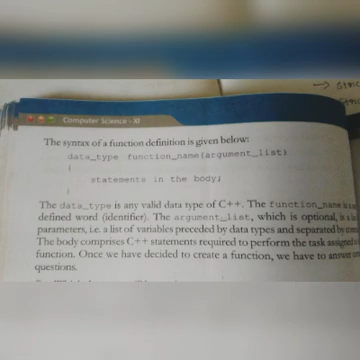 Computer Science - XI
The syntax of a function definition is given below:
data_type function_name(argument_list)
{
statements in the body;
}
The data_type is any valid data type of C++. The function_name is a
defined word (identifier). The argument_list, which is optional, is a
parameters, i.e. a list of variables preceded by data types and separated by
The body comprises C++ statements required to perform the task assigned
function. Once we have decided to create a function, we have to answer
questions.